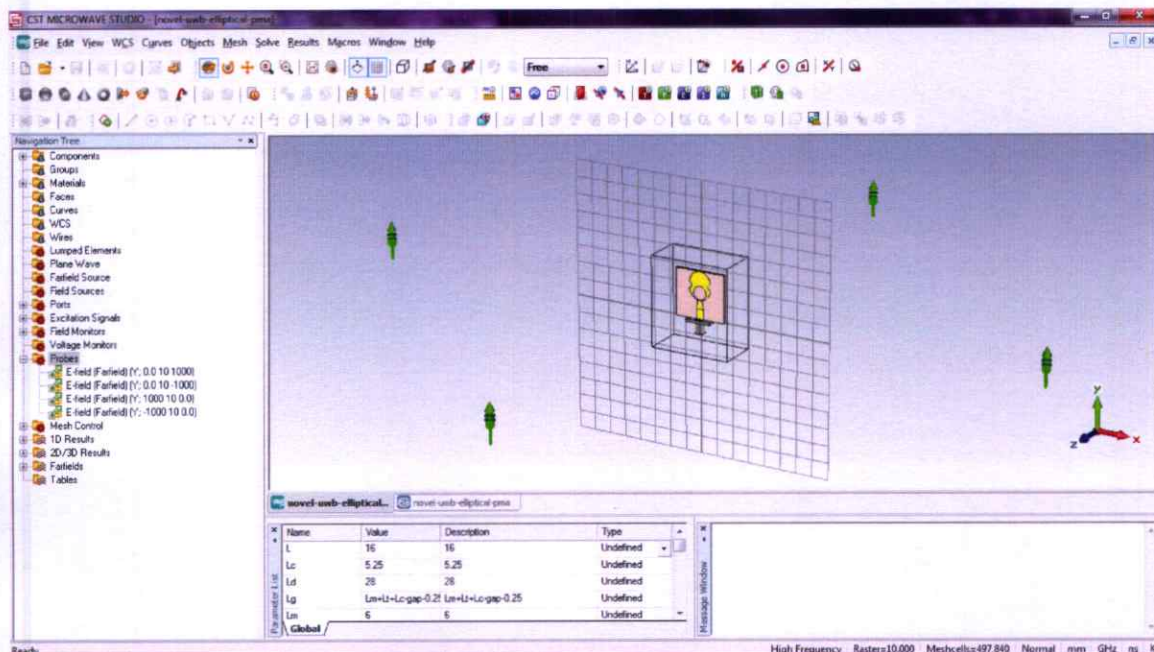 CST MICROWAVE STUDIO - [novel-uwb-elliptical-pma]
File Edit View WCS Curves Objects Mesh Solve Results Macros Window Help
Free
Navigation Tree
Components
Groups
Materials
Faces
Curves
WCS
Wires
Lumped Elements
Plane Wave
Farfield Source
Field Sources
Ports
Excitation Signals
Field Monitors
Voltage Monitors
Probes
E-field (Farfield) (Y; 0.0 10 1000)
E-field (Farfield) (Y; 0.0 10 -1000)
E-field (Farfield) (Y; 1000 10 0.0)
E-field (Farfield) (Y; -1000 10 0.0)
Mesh Control
1D Results
2D/3D Results
Farfields
Tables
y
x
z
novel-uwb-elliptical...
novel-uwb-elliptical-pma
Parameter List
Name Value Description Type
L 16 16 Undefined
Lc 5.25 5.25 Undefined
Ld 28 28 Undefined
Lg Lm+Lt+Lc-gap-0.25 Lm+Lt+Lc-gap-0.25 Undefined
Lm 6 6 Undefined
Global
Message Window
Ready
High Frequency Raster=10.000 Meshcells=497,840 Normal mm GHz ns K